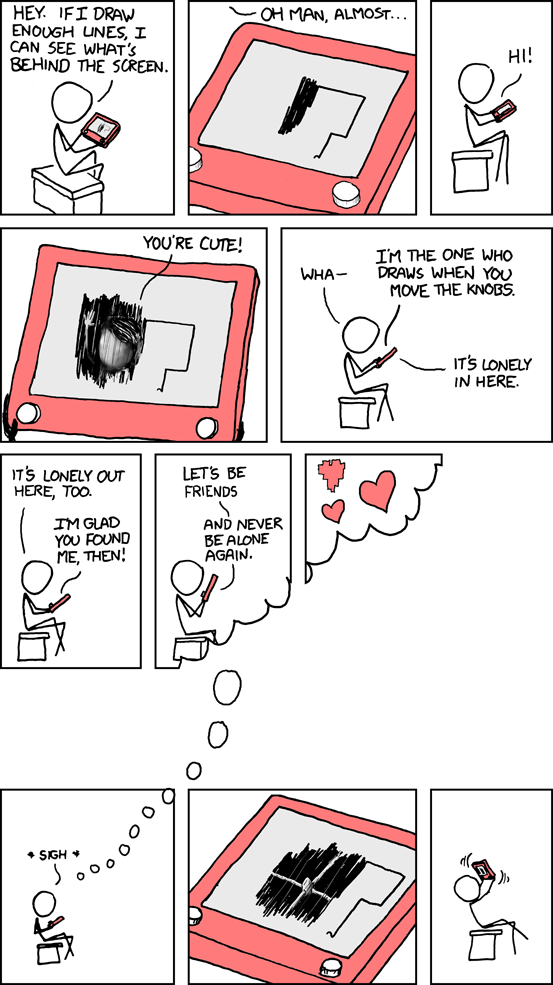 HEY. IF I DRAW
ENOUGH LINES, I
CAN SEE WHAT'S
BEHIND THE SCREEN.
OH MAN, ALMOST...
HI!
YOU'RE CUTE!
WHA—
I'M THE ONE WHO
DRAWS WHEN YOU
MOVE THE KNOBS.
IT'S LONELY
IN HERE.
IT'S LONELY OUT
HERE, TOO.
I'M GLAD
YOU FOUND
ME, THEN!
LET'S BE
FRIENDS
AND NEVER
BE ALONE
AGAIN.
* SIGH *